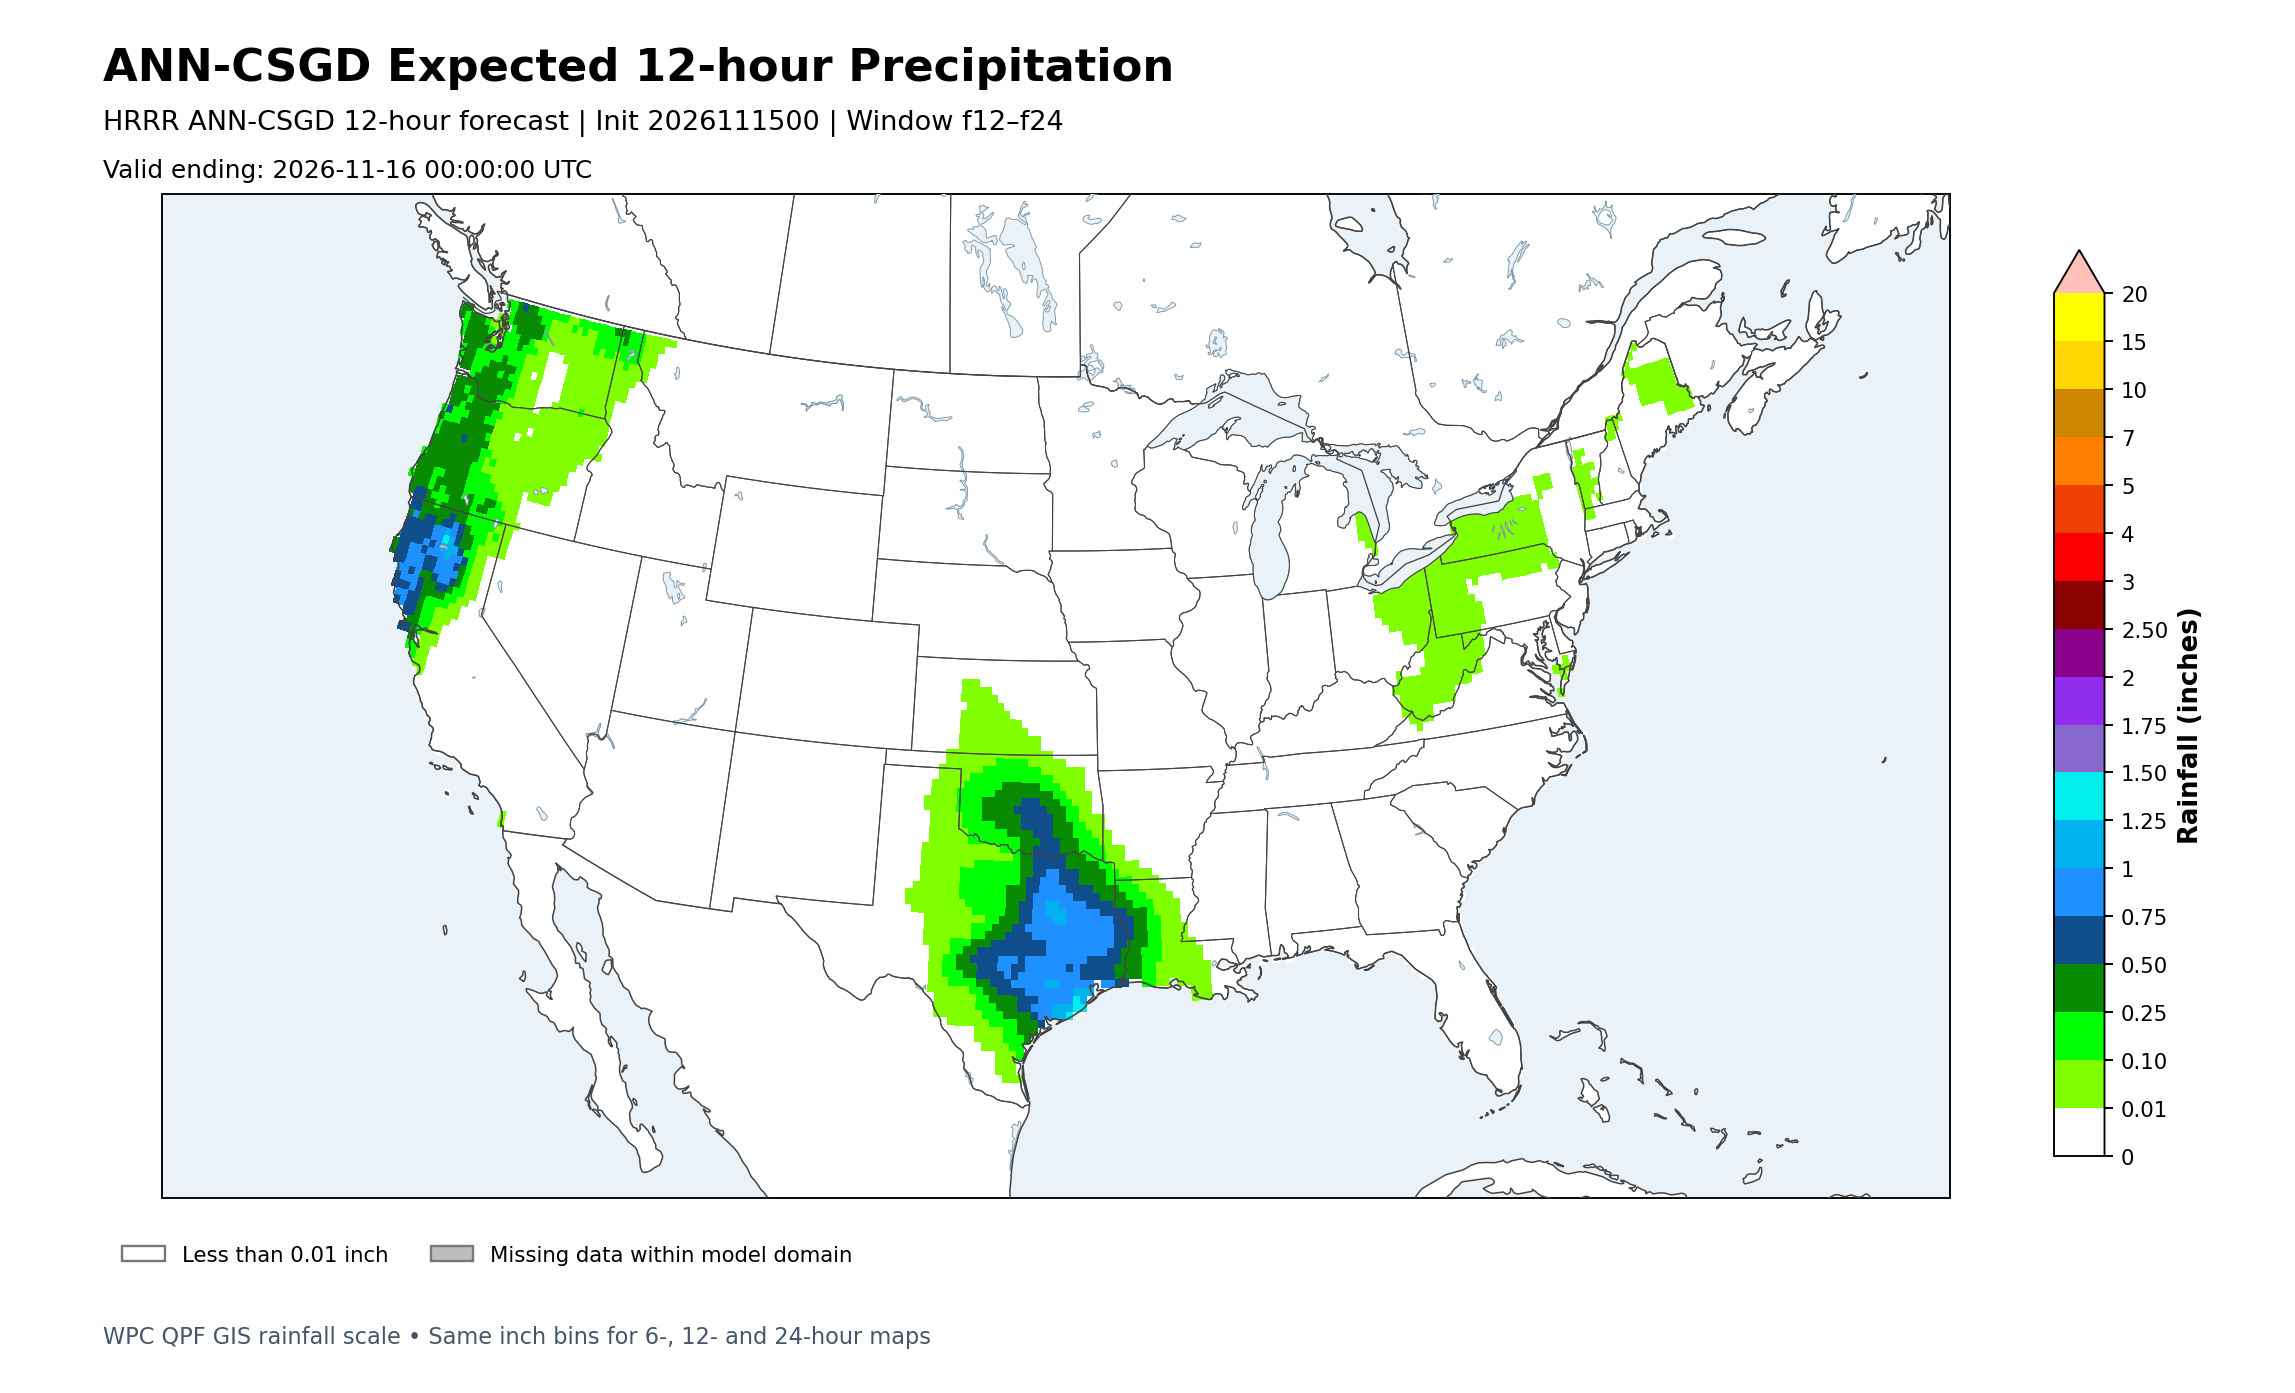 ANN-CSGD Expected 12-hour Precipitation
HRRR ANN-CSGD 12-hour forecast | Init 2026111500 | Window f12–f24
Valid ending: 2026-11-16 00:00:00 UTC
20
15
10
7
5
4
3
2.50
2
1.75
1.50
1.25
1
0.75
0.50
0.25
0.10
0.01
0
Rainfall (inches)
Less than 0.01 inch
Missing data within model domain
WPC QPF GIS rainfall scale • Same inch bins for 6-, 12- and 24-hour maps